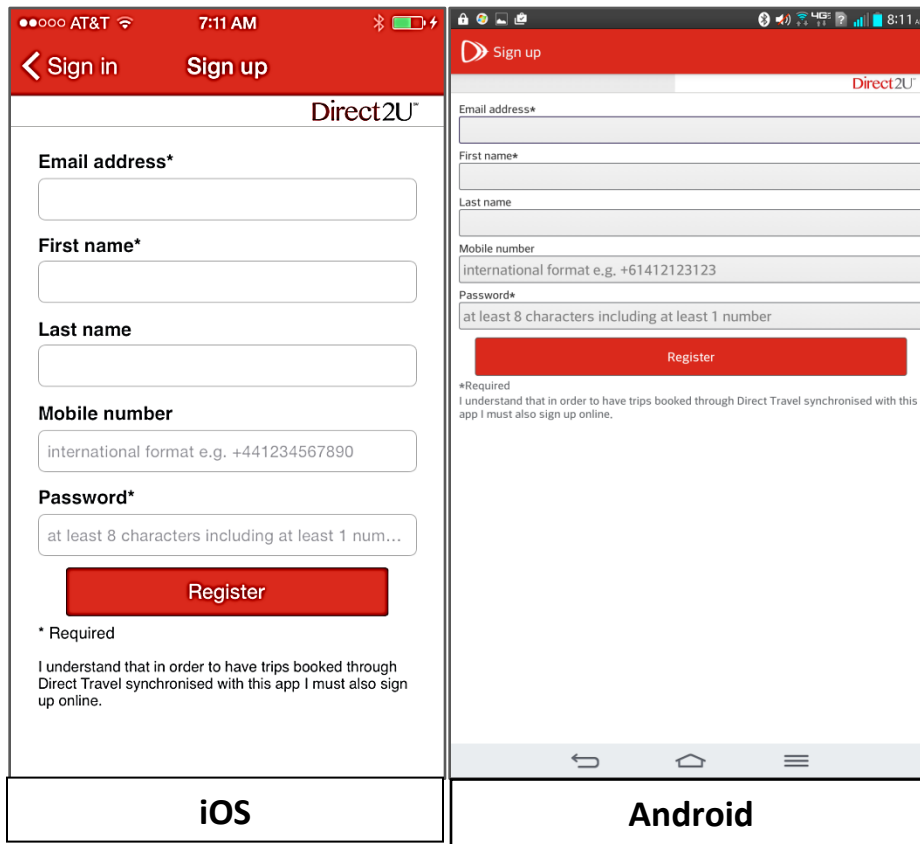 ●●○○○ AT&T 7:11 AM
Sign in Sign up
Direct2U™
Email address*
First name*
Last name
Mobile number
international format e.g. +441234567890
Password*
at least 8 characters including at least 1 num...
Register
* Required
I understand that in order to have trips booked through
Direct Travel synchronised with this app I must also sign
up online.
iOS
4G 8:11
Sign up
Direct2U
Email address*
First name*
Last name
Mobile number
international format e.g. +61412123123
Password*
at least 8 characters including at least 1 number
Register
*Required
I understand that in order to have trips booked through Direct Travel synchronised with this
app I must also sign up online.
Android